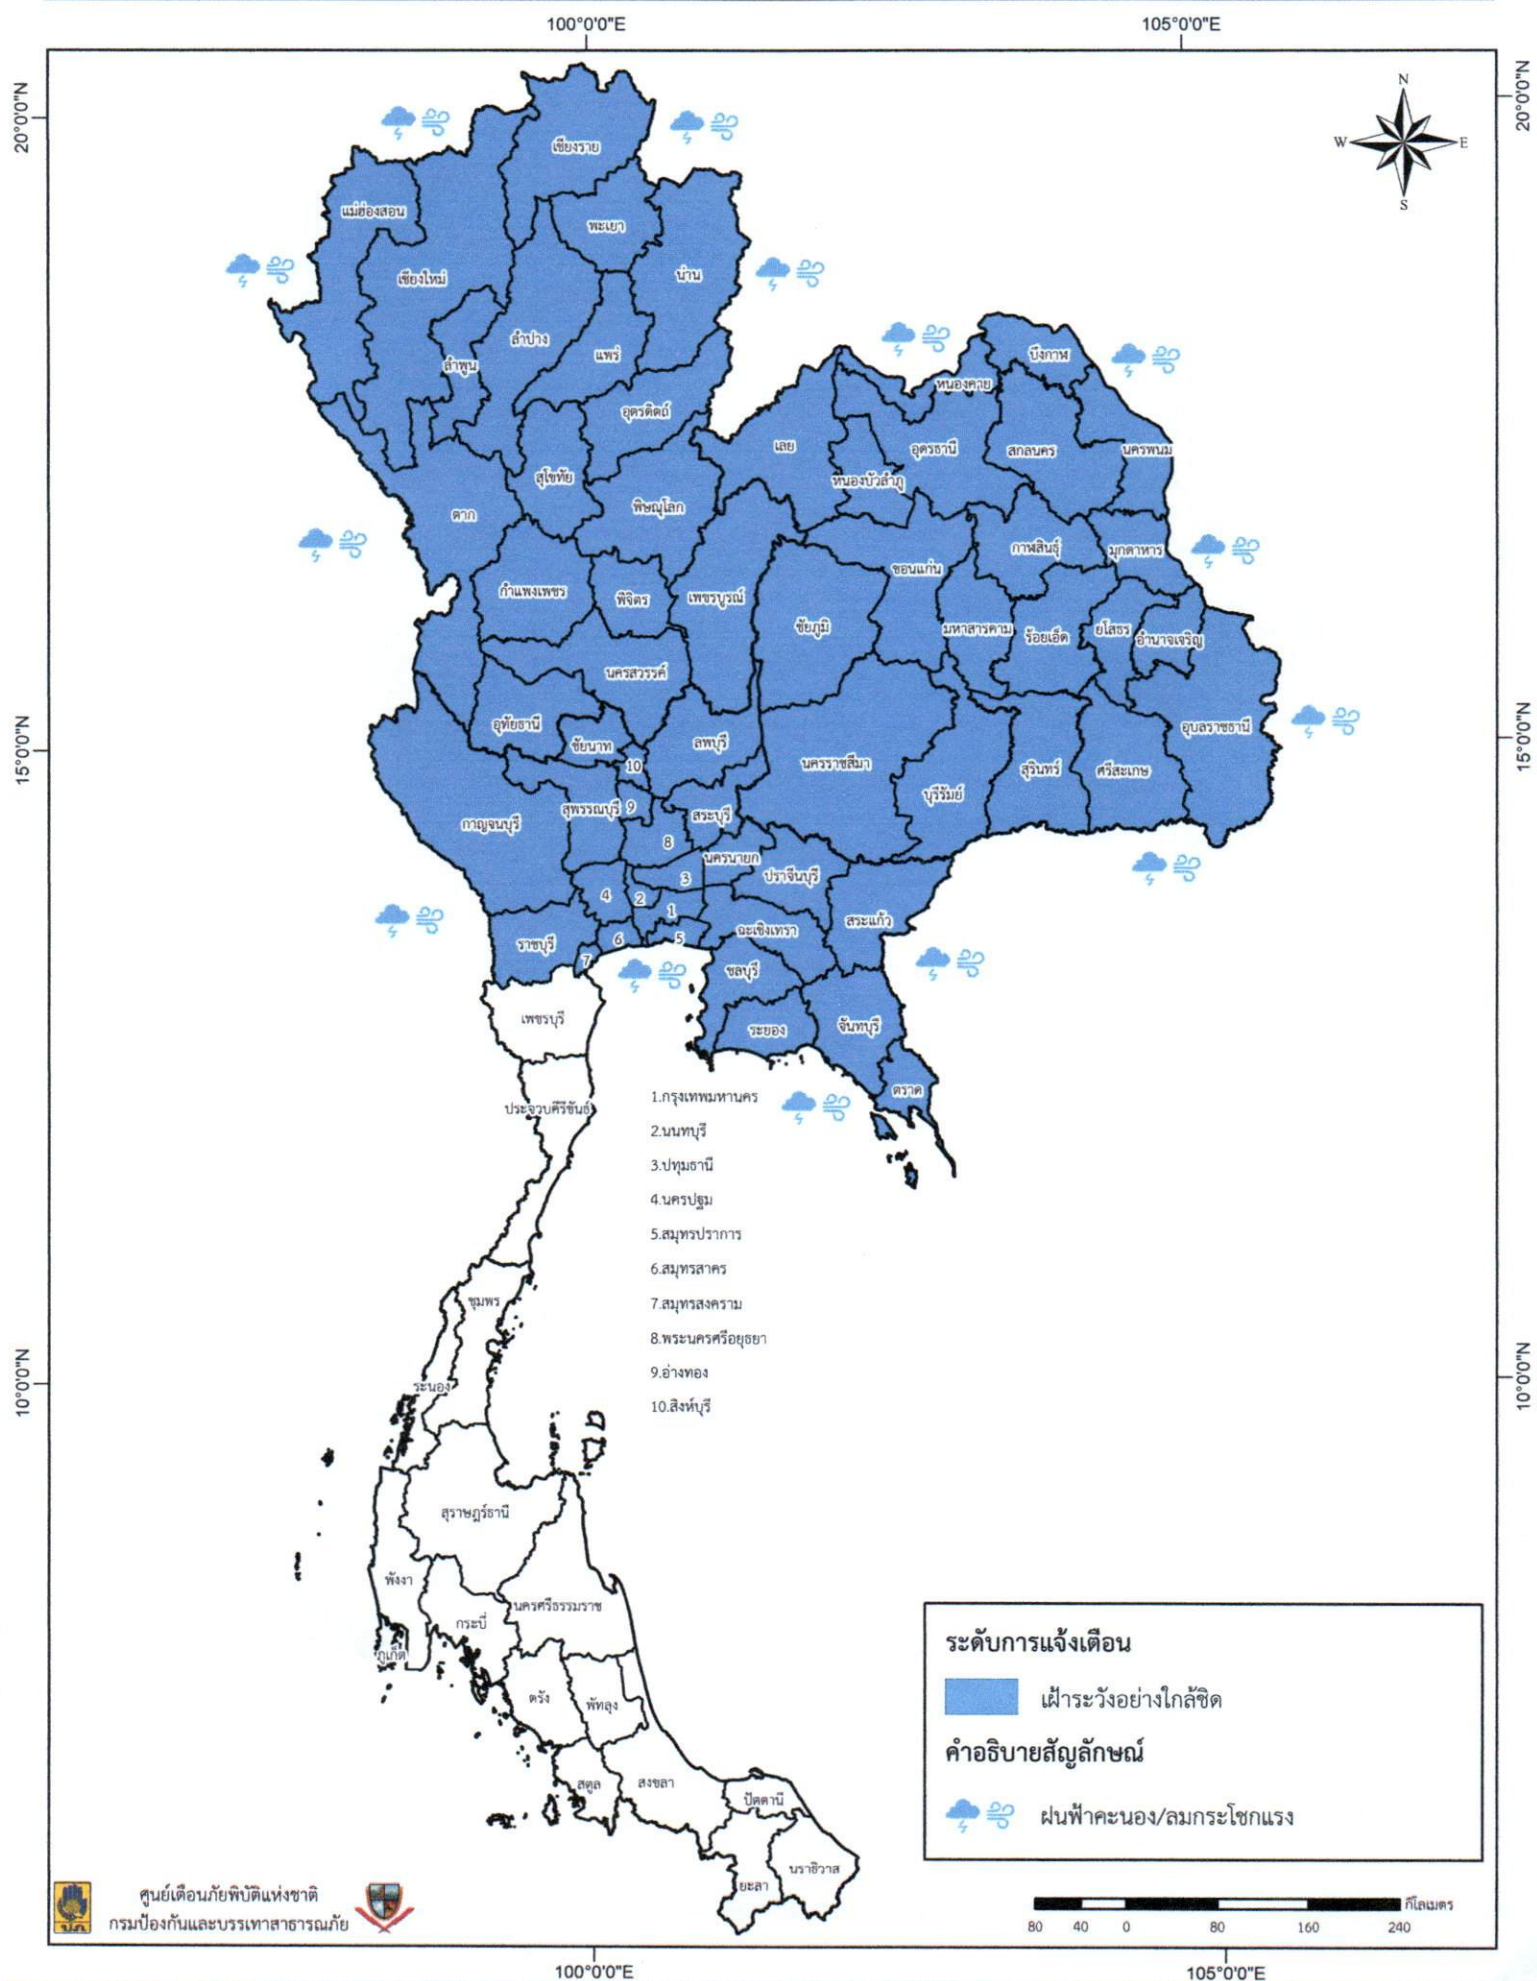 100°0'0"E
105°0'0"E
20°0'0"N
20°0'0"N
N
W
E
S
เชียงราย
แม่ฮ่องสอน
พะเยา
เชียงใหม่
น่าน
ลำปาง
แพร่
ลำพูน
บึงกาฬ
หนองคาย
อุตรดิตถ์
เลย
อุดรธานี
สกลนคร
นครพนม
สุโขทัย
หนองบัวลำภู
ตาก
พิษณุโลก
กาฬสินธุ์
มุกดาหาร
ขอนแก่น
กำแพงเพชร
พิจิตร
เพชรบูรณ์
ชัยภูมิ
มหาสารคาม
ร้อยเอ็ด
ยโสธร
อำนาจเจริญ
นครสวรรค์
อุทัยธานี
ชัยนาท
ลพบุรี
อุบลราชธานี
15°0'0"N
15°0'0"N
10
นครราชสีมา
สุรินทร์
ศรีสะเกษ
บุรีรัมย์
สุพรรณบุรี
9
สระบุรี
กาญจนบุรี
8
นครนายก
ปราจีนบุรี
3
4
2
1
สระแก้ว
ฉะเชิงเทรา
ราชบุรี
6
5
7
ชลบุรี
เพชรบุรี
ระยอง
จันทบุรี
ตราด
ประจวบคีรีขันธ์
1.กรุงเทพมหานคร
2.นนทบุรี
3.ปทุมธานี
4.นครปฐม
5.สมุทรปราการ
6.สมุทรสาคร
7.สมุทรสงคราม
8.พระนครศรีอยุธยา
9.อ่างทอง
10.สิงห์บุรี
ชุมพร
ระนอง
10°0'0"N
10°0'0"N
สุราษฎร์ธานี
พังงา
นครศรีธรรมราช
กระบี่
ภูเก็ต
ตรัง
พัทลุง
สตูล
สงขลา
ปัตตานี
นราธิวาส
ยะลา
ระดับการแจ้งเตือน
เฝ้าระวังอย่างใกล้ชิด
คำอธิบายสัญลักษณ์
ฝนฟ้าคะนอง/ลมกระโชกแรง
ศูนย์เตือนภัยพิบัติแห่งชาติ
กรมป้องกันและบรรเทาสาธารณภัย
ปภ
กิโลเมตร
80 40 0 80 160 240
100°0'0"E
105°0'0"E